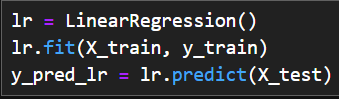 lr = LinearRegression()
lr.fit(X_train, y_train)
y_pred_lr = lr.predict(X_test)